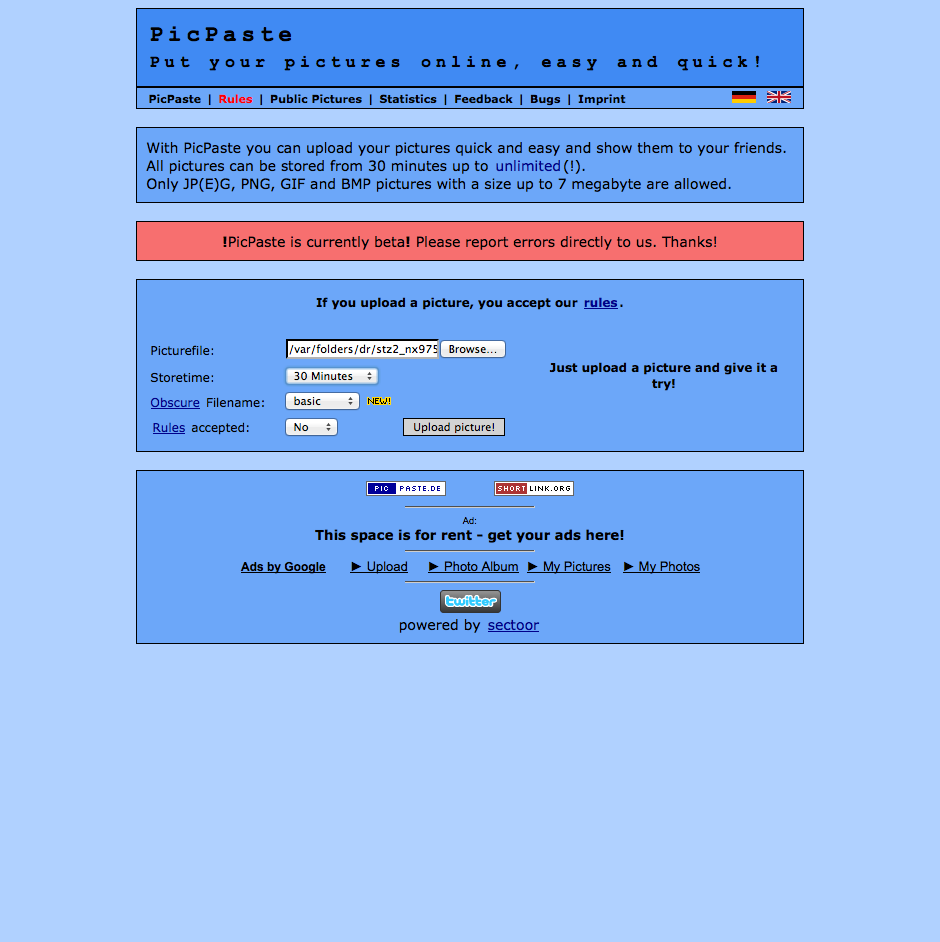 PicPaste
Put your pictures online, easy and quick!
PicPaste | Rules | Public Pictures | Statistics | Feedback | Bugs | Imprint
With PicPaste you can upload your pictures quick and easy and show them to your friends.
All pictures can be stored from 30 minutes up to unlimited(!).
Only JP(E)G, PNG, GIF and BMP pictures with a size up to 7 megabyte are allowed.
!PicPaste is currently beta! Please report errors directly to us. Thanks!
If you upload a picture, you accept our rules.
Picturefile: /var/folders/dr/stz2_nx975 Browse...
Storetime: 30 Minutes
Obscure Filename: basic NEW!
Rules accepted: No Upload picture!
Just upload a picture and give it a
try!
PIC PASTE.DE SHORT LINK.ORG
Ad:
This space is for rent - get your ads here!
Ads by Google ► Upload ► Photo Album ► My Pictures ► My Photos
twitter
powered by sectoor